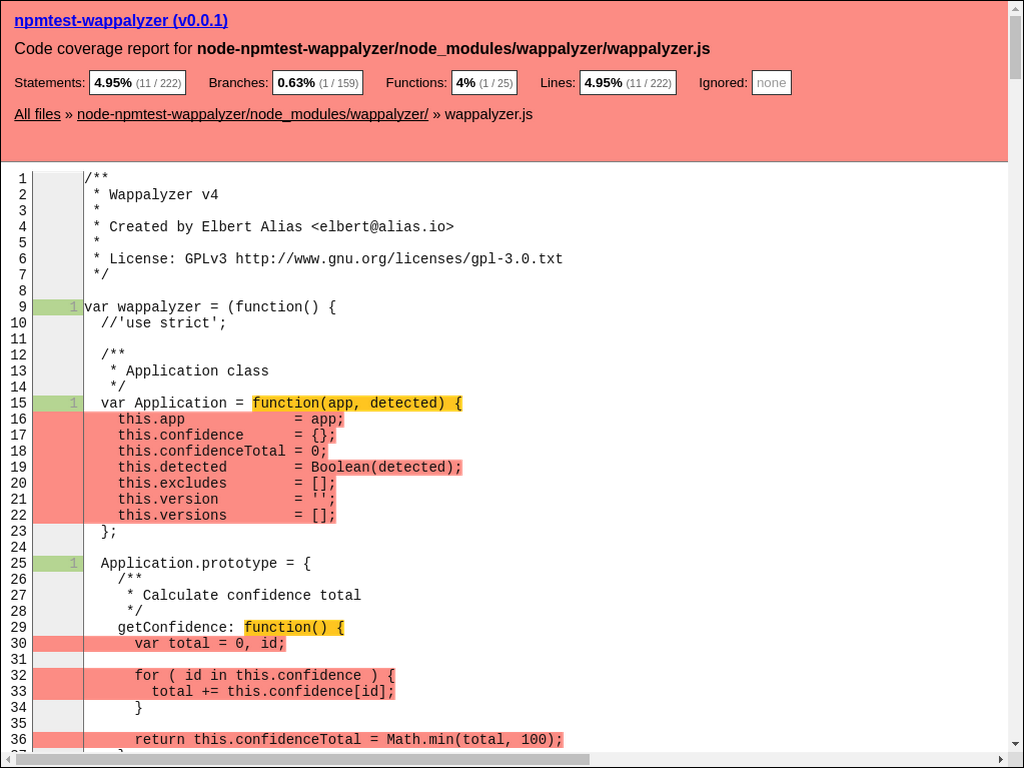 npmtest-wappalyzer (v0.0.1)
Code coverage report for node-npmtest-wappalyzer/node_modules/wappalyzer/wappalyzer.js
Statements: 4.95% (11 / 222) Branches: 0.63% (1 / 159) Functions: 4% (1 / 25) Lines: 4.95% (11 / 222) Ignored: none
All files » node-npmtest-wappalyzer/node_modules/wappalyzer/ » wappalyzer.js
1 /**
2  * Wappalyzer v4
3  *
4  * Created by Elbert Alias <elbert@alias.io>
5  *
6  * License: GPLv3 http://www.gnu.org/licenses/gpl-3.0.txt
7  */
8
9 1 var wappalyzer = (function() {
10   //'use strict';
11
12   /**
13    * Application class
14    */
15 1   var Application = function(app, detected) {
16     this.app             = app;
17     this.confidence      = {};
18     this.confidenceTotal = 0;
19     this.detected        = Boolean(detected);
20     this.excludes        = [];
21     this.version         = '';
22     this.versions        = [];
23   };
24
25 1   Application.prototype = {
26     /**
27      * Calculate confidence total
28      */
29     getConfidence: function() {
30       var total = 0, id;
31
32       for ( id in this.confidence ) {
33         total += this.confidence[id];
34       }
35
36       return this.confidenceTotal = Math.min(total, 100);